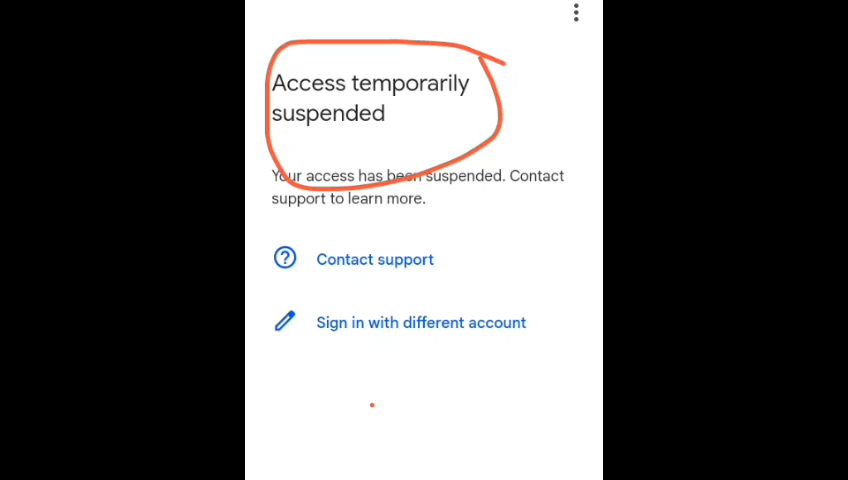 Access temporarily
suspended
Your access has been suspended. Contact
support to learn more.
Contact support
Sign in with different account